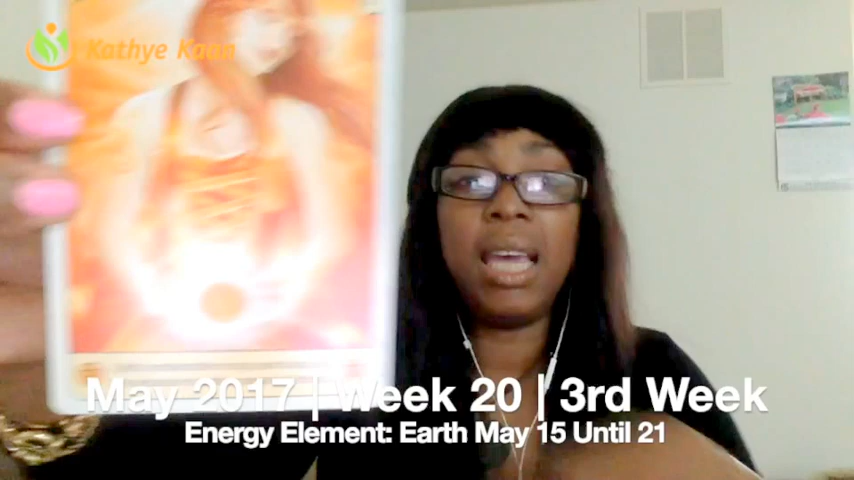 Kathye Kaan
May 2017 | Week 20 | 3rd Week
Energy Element: Earth May 15 Until 21